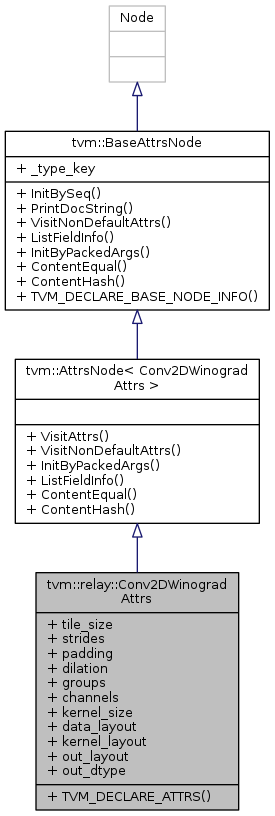 Node
tvm::BaseAttrsNode
+ _type_key
+ InitBySeq()
+ PrintDocString()
+ VisitNonDefaultAttrs()
+ ListFieldInfo()
+ InitByPackedArgs()
+ ContentEqual()
+ ContentHash()
+ TVM_DECLARE_BASE_NODE_INFO()
tvm::AttrsNode< Conv2DWinograd
Attrs >
+ VisitAttrs()
+ VisitNonDefaultAttrs()
+ InitByPackedArgs()
+ ListFieldInfo()
+ ContentEqual()
+ ContentHash()
tvm::relay::Conv2DWinograd
Attrs
+ tile_size
+ strides
+ padding
+ dilation
+ groups
+ channels
+ kernel_size
+ data_layout
+ kernel_layout
+ out_layout
+ out_dtype
+ TVM_DECLARE_ATTRS()